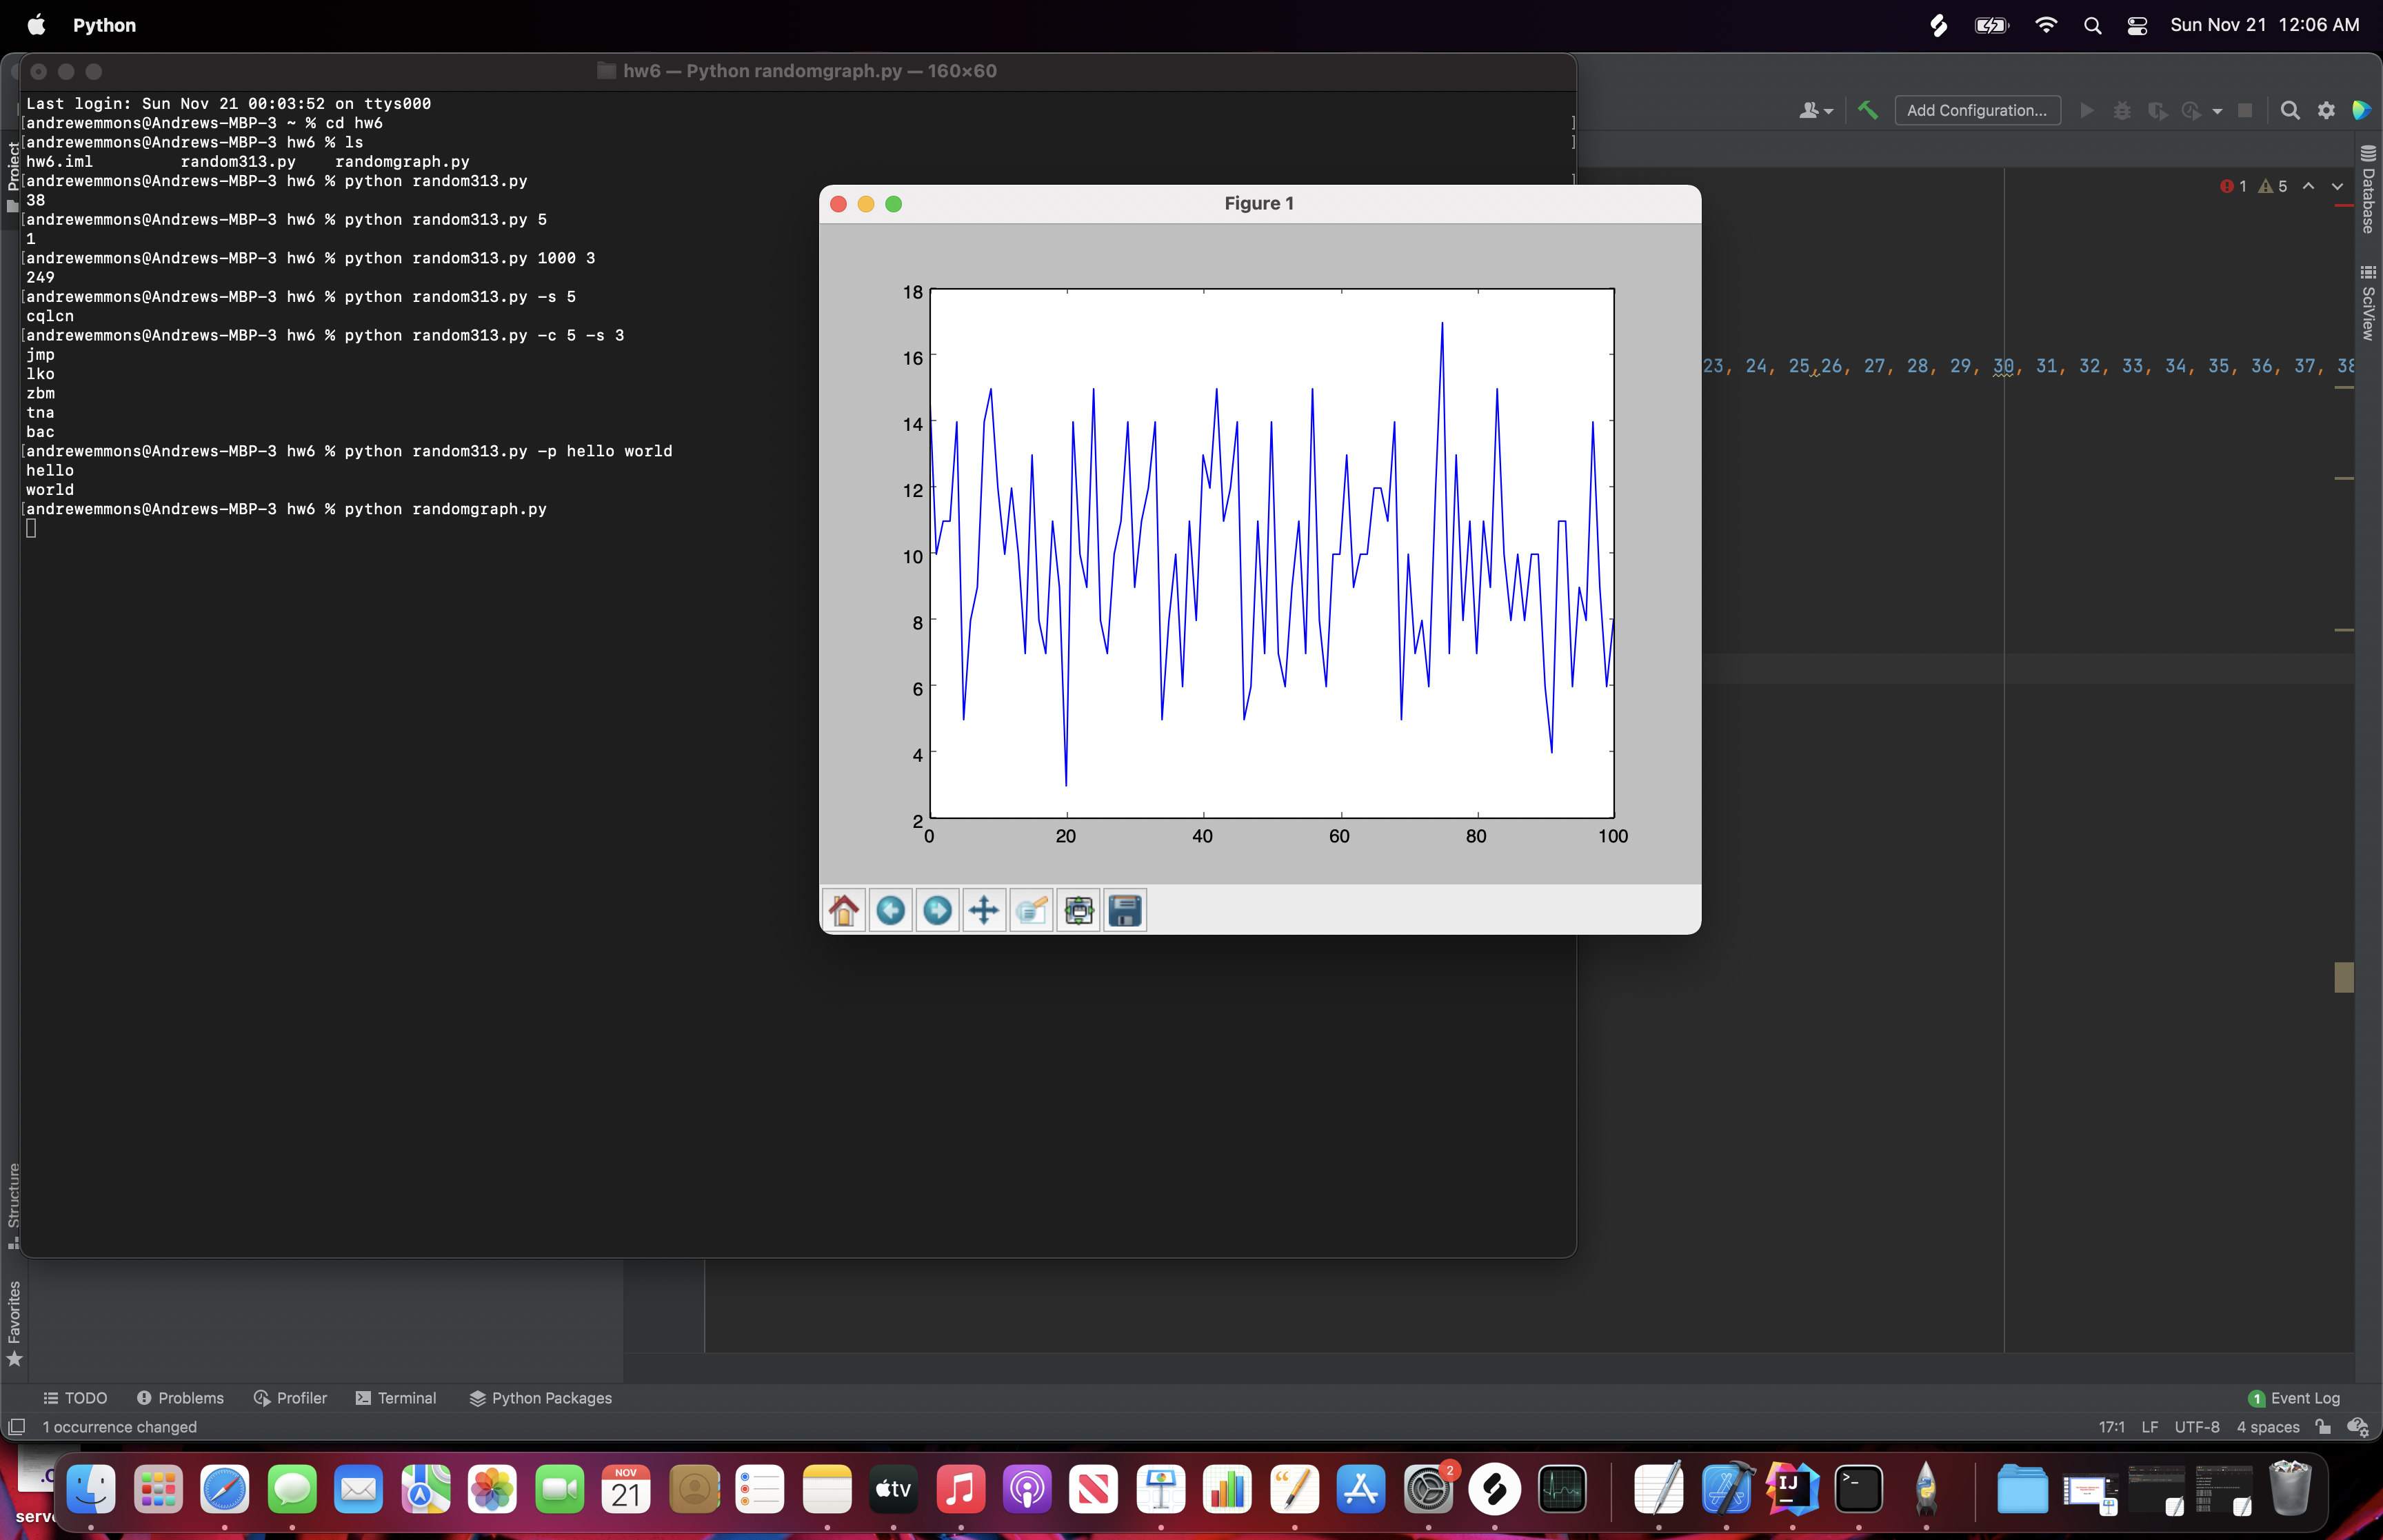 Python
Sun Nov 21 12:06 AM
hw6 — Python randomgraph.py — 160×60
Last login: Sun Nov 21 00:03:52 on ttys000
[andrewemmons@Andrews-MBP-3 ~ % cd hw6 ]
[andrewemmons@Andrews-MBP-3 hw6 % ls ]
hw6.iml random313.py randomgraph.py
[andrewemmons@Andrews-MBP-3 hw6 % python random313.py ]
38
[andrewemmons@Andrews-MBP-3 hw6 % python random313.py 5
1
[andrewemmons@Andrews-MBP-3 hw6 % python random313.py 1000 3
249
[andrewemmons@Andrews-MBP-3 hw6 % python random313.py -s 5
cqlcn
[andrewemmons@Andrews-MBP-3 hw6 % python random313.py -c 5 -s 3
jmp
lko
zbm
tna
bac
[andrewemmons@Andrews-MBP-3 hw6 % python random313.py -p hello world
hello
world
[andrewemmons@Andrews-MBP-3 hw6 % python randomgraph.py
Figure 1
18
16
14
12
10
8
6
4
2
0 20 40 60 80 100
Add Configuration...
1 5
23, 24, 25,26, 27, 28, 29, 30, 31, 32, 33, 34, 35, 36, 37, 38
Project
Structure
Favorites
Database
SciView
TODO Problems Profiler Terminal Python Packages
1 Event Log
1 occurrence changed
17:1 LF UTF-8 4 spaces
serve
NOV
21
tv
2
IJ
>_